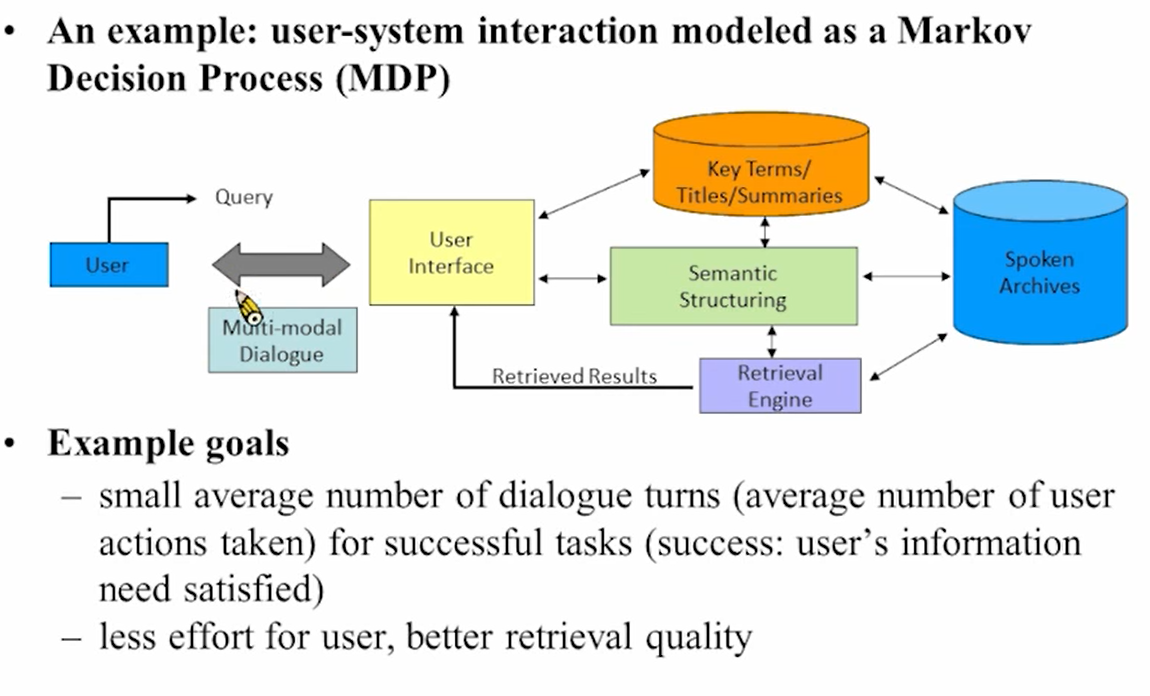 • An example: user-system interaction modeled as a Markov
Decision Process (MDP)
Key Terms/
Titles/Summaries
Query
User
User
Interface
Semantic
Structuring
Spoken
Archives
Multi-modal
Dialogue
Retrieved Results
Retrieval
Engine
• Example goals
– small average number of dialogue turns (average number of user
actions taken) for successful tasks (success: user’s information
need satisfied)
– less effort for user, better retrieval quality